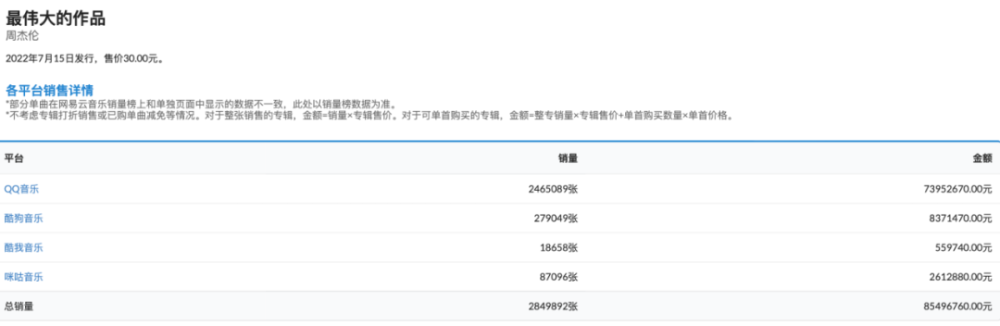 最伟大的作品
周杰伦
2022年7月15日发行，售价30.00元。
各平台销售详情
*部分单曲在网易云音乐销量榜上和单独页面中显示的数据不一致，此处以销量榜数据为准。
*不考虑专辑打折销售或已购单曲减免等情况。对于整张销售的专辑，金额=销量×专辑售价。对于可单首购买的专辑，金额=整专销量×专辑售价+单首购买数量×单首价格。
平台 销量 金额
QQ音乐 2465089张 73952670.00元
酷狗音乐 279049张 8371470.00元
酷我音乐 18658张 559740.00元
咪咕音乐 87096张 2612880.00元
总销量 2849892张 85496760.00元